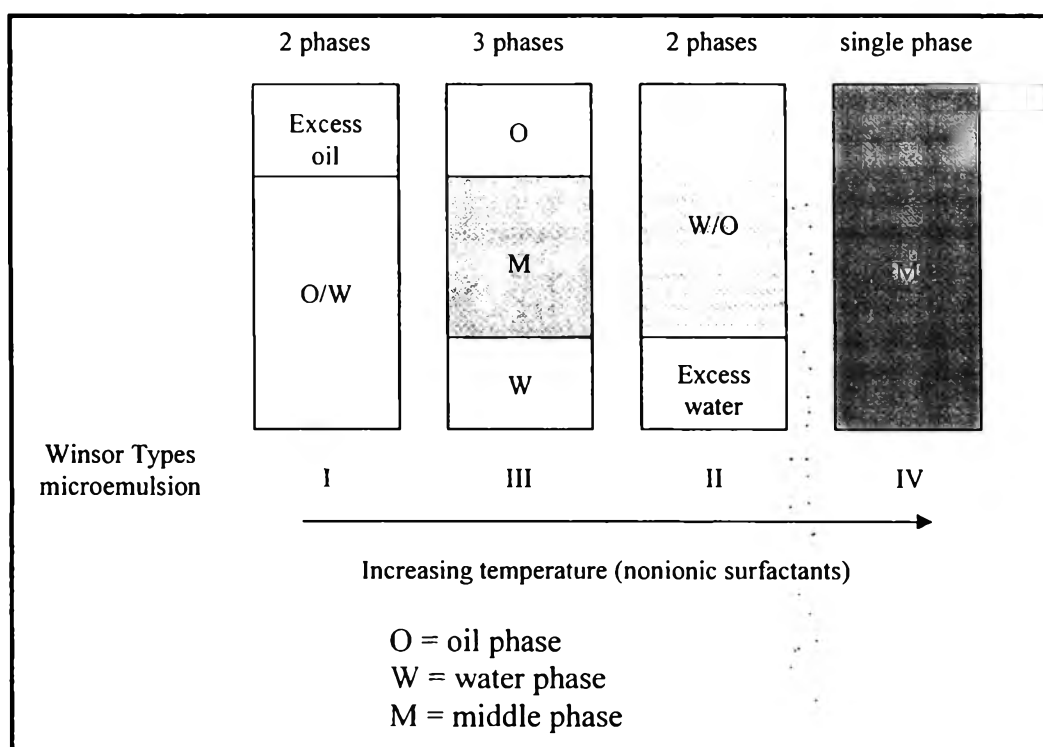 2 phases 3 phases 2 phases single phase
Excess
oil
O/W
O
M
W
W/O
Excess
water
M
Winsor Types
microemulsion
I III II IV
Increasing temperature (nonionic surfactants)
O = oil phase
W = water phase
M = middle phase